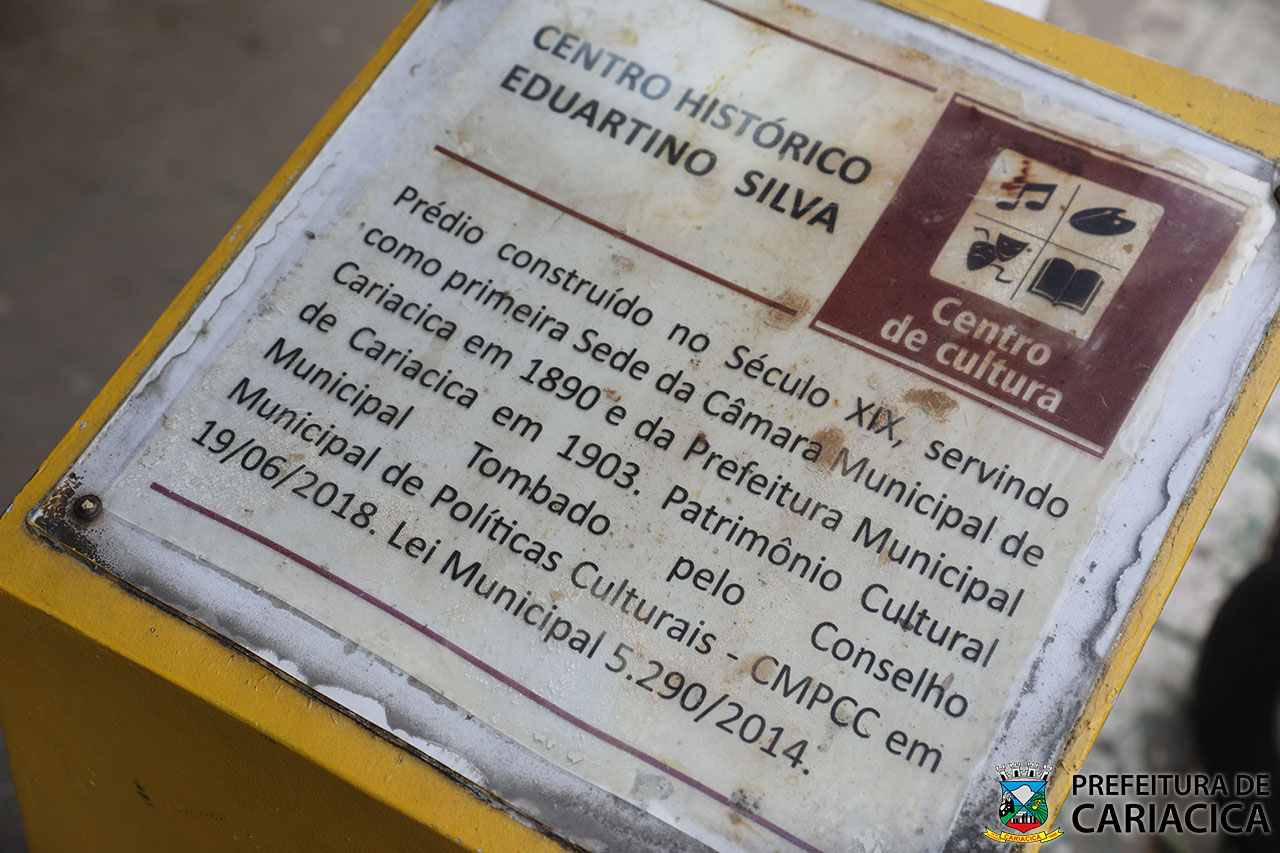 CENTRO HISTÓRICO
EDUARTINO SILVA
Centro
de cultura
Prédio construído no Século XIX, servindo
como primeira Sede da Câmara Municipal de
Cariacica em 1890 e da Prefeitura Municipal
de Cariacica em 1903. Patrimônio Cultural
Municipal Tombado pelo Conselho
Municipal de Políticas Culturais - CMPCC em
19/06/2018. Lei Municipal 5.290/2014.
CARIACICA
PREFEITURA DE
CARIACICA